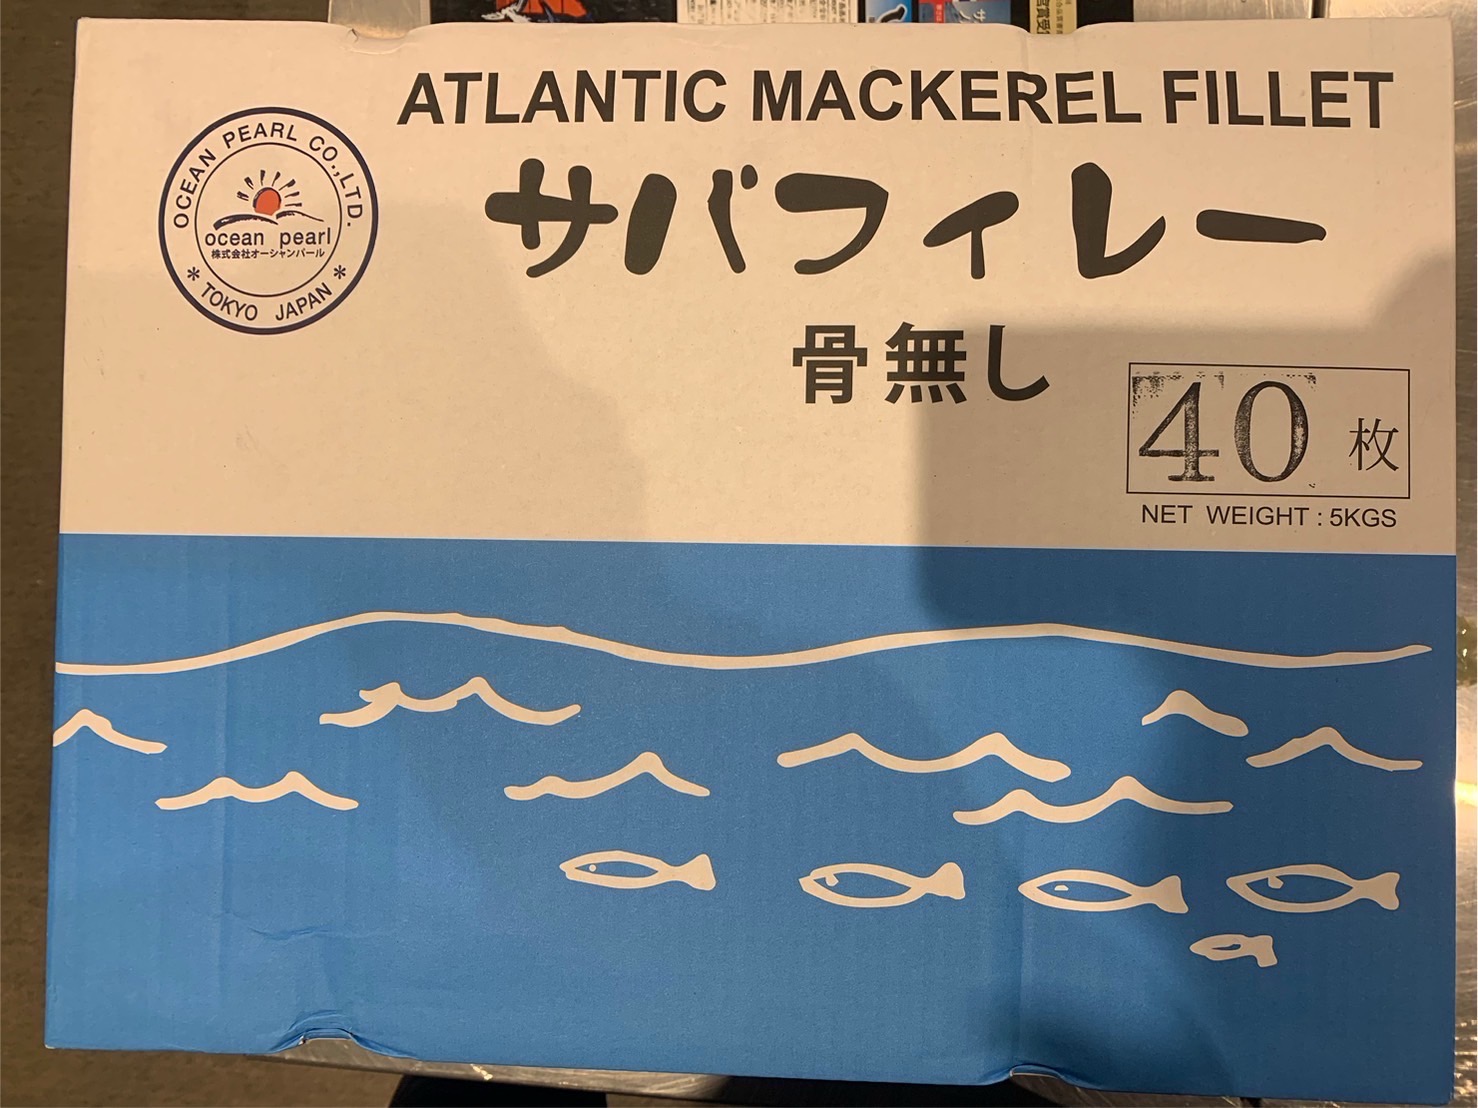 ATLANTIC MACKEREL FILLET
OCEAN PEARL CO.,LTD.
ocean pearl
株式会社オーシャンパール
* TOKYO JAPAN *
サバフィレー
骨無し
40 枚
NET WEIGHT : 5KGS